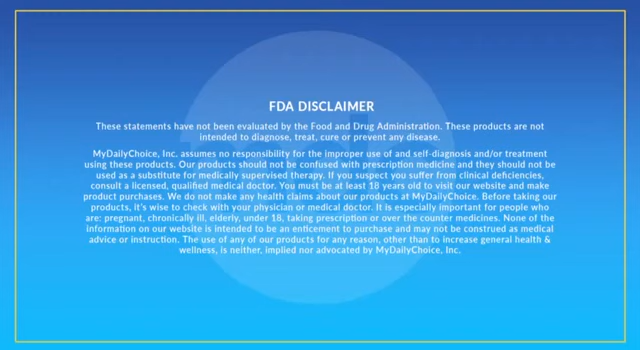 FDA DISCLAIMER
These statements have not been evaluated by the Food and Drug Administration. These products are not
intended to diagnose, treat, cure or prevent any disease.
MyDailyChoice, Inc. assumes no responsibility for the improper use of and self-diagnosis and/or treatment
using these products. Our products should not be confused with prescription medicine and they should not be
used as a substitute for medically supervised therapy. If you suspect you suffer from clinical deficiencies,
consult a licensed, qualified medical doctor. You must be at least 18 years old to visit our website and make
product purchases. We do not make any health claims about our products at MyDailyChoice. Before taking our
products, it's wise to check with your physician or medical doctor. It is especially important for people who
are: pregnant, chronically ill, elderly, under 18, taking prescription or over the counter medicines. None of the
information on our website is intended to be an enticement to purchase and may not be construed as medical
advice or instruction. The use of any of our products for any reason, other than to increase general health &
wellness, is neither, implied nor advocated by MyDailyChoice, Inc.